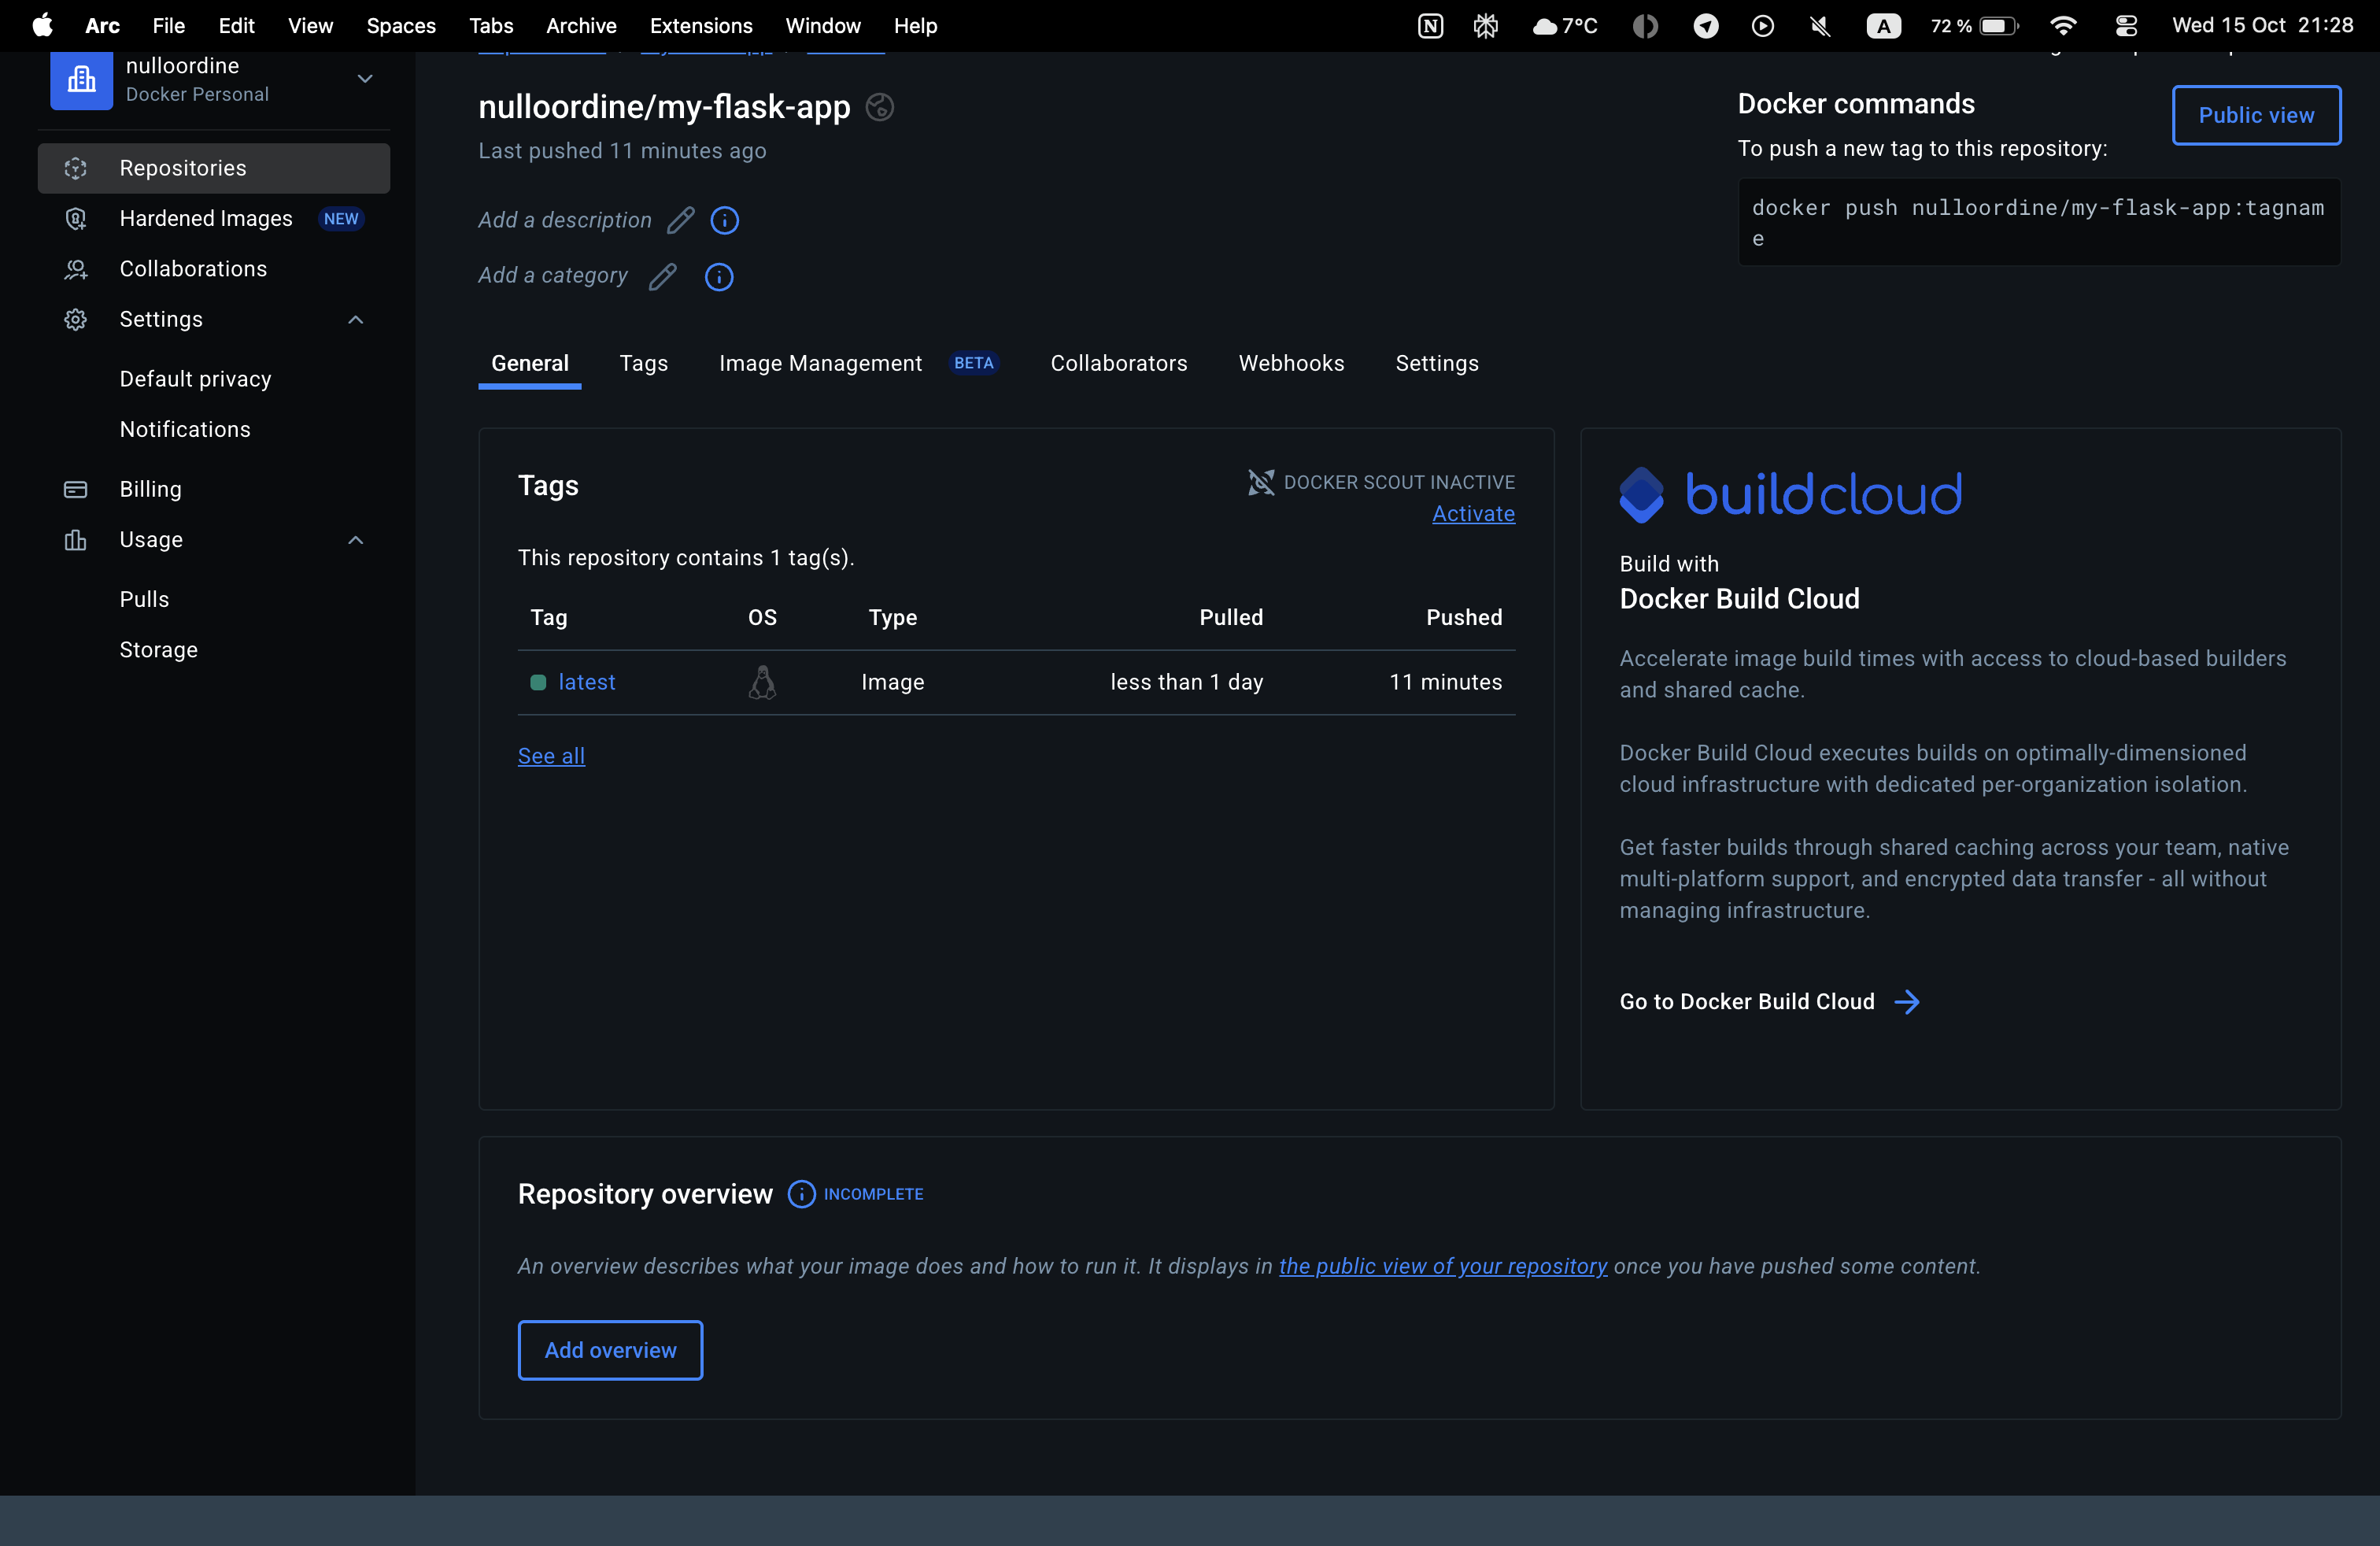 Arc File Edit View Spaces Tabs Archive Extensions Window Help
7°C A 72 % Wed 15 Oct 21:28
nulloordine
Docker Personal
Repositories
Hardened Images NEW
Collaborations
Settings
Default privacy
Notifications
Billing
Usage
Pulls
Storage
nulloordine/my-flask-app
Last pushed 11 minutes ago
Add a description
Add a category
Docker commands
Public view
To push a new tag to this repository:
docker push nulloordine/my-flask-app:tagnam
e
General Tags Image Management BETA Collaborators Webhooks Settings
Tags
DOCKER SCOUT INACTIVE
Activate
This repository contains 1 tag(s).
Tag OS Type Pulled Pushed
latest Image less than 1 day 11 minutes
See all
buildcloud
Build with
Docker Build Cloud
Accelerate image build times with access to cloud-based builders
and shared cache.
Docker Build Cloud executes builds on optimally-dimensioned
cloud infrastructure with dedicated per-organization isolation.
Get faster builds through shared caching across your team, native
multi-platform support, and encrypted data transfer - all without
managing infrastructure.
Go to Docker Build Cloud
Repository overview INCOMPLETE
An overview describes what your image does and how to run it. It displays in the public view of your repository once you have pushed some content.
Add overview